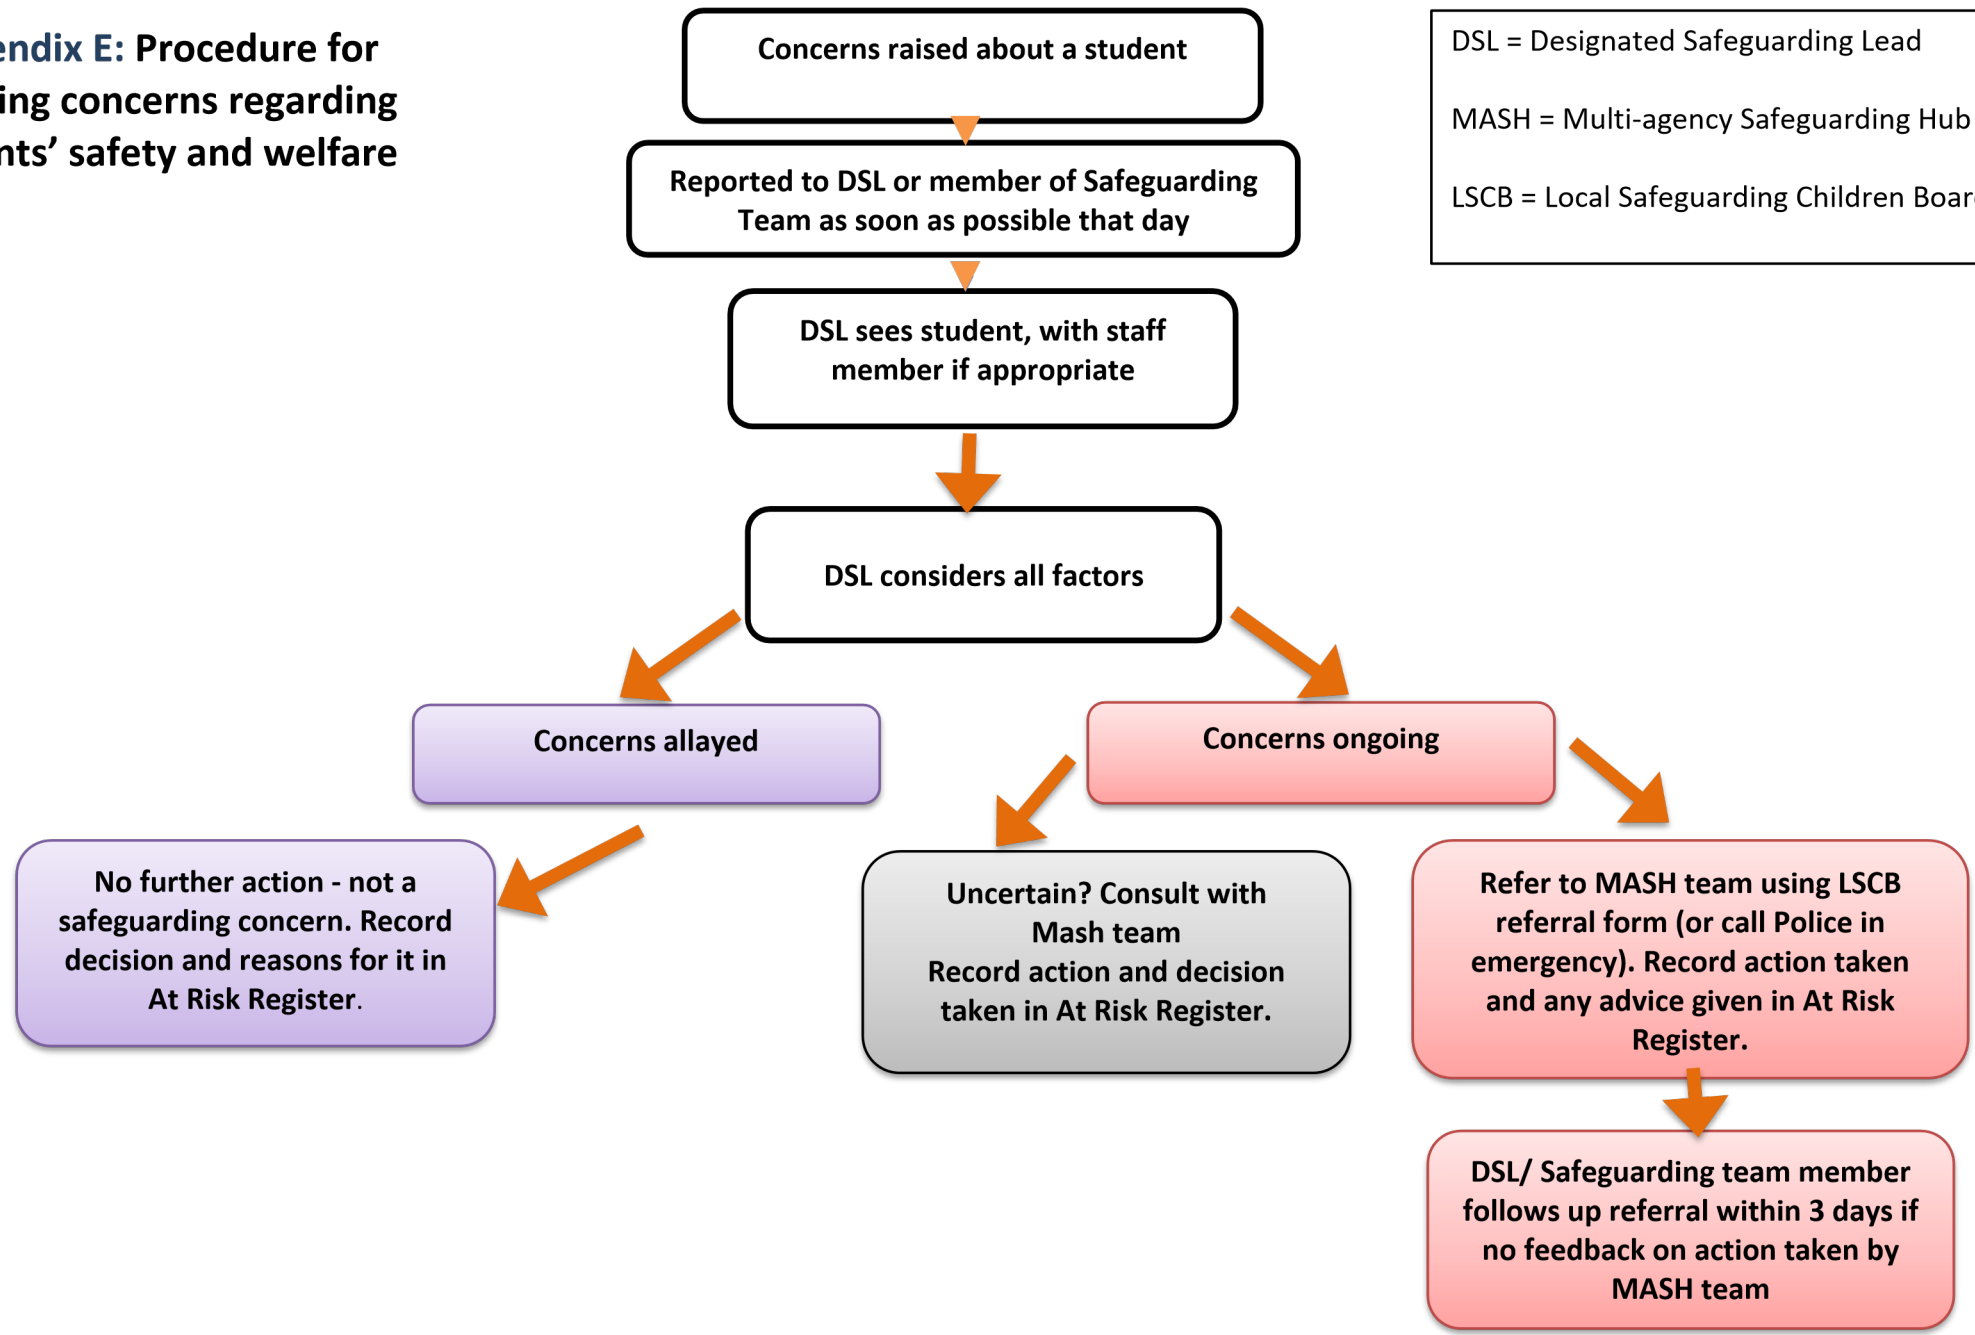 endix E: Procedure for
ing concerns regarding
nts’ safety and welfare
Concerns raised about a student
DSL = Designated Safeguarding Lead
MASH = Multi-agency Safeguarding Hub
LSCB = Local Safeguarding Children Boar
Reported to DSL or member of Safeguarding
Team as soon as possible that day
DSL sees student, with staff
member if appropriate
DSL considers all factors
Concerns allayed
Concerns ongoing
No further action - not a
safeguarding concern. Record
decision and reasons for it in
At Risk Register.
Uncertain? Consult with
Mash team
Record action and decision
taken in At Risk Register.
Refer to MASH team using LSCB
referral form (or call Police in
emergency). Record action taken
and any advice given in At Risk
Register.
DSL/ Safeguarding team member
follows up referral within 3 days if
no feedback on action taken by
MASH team